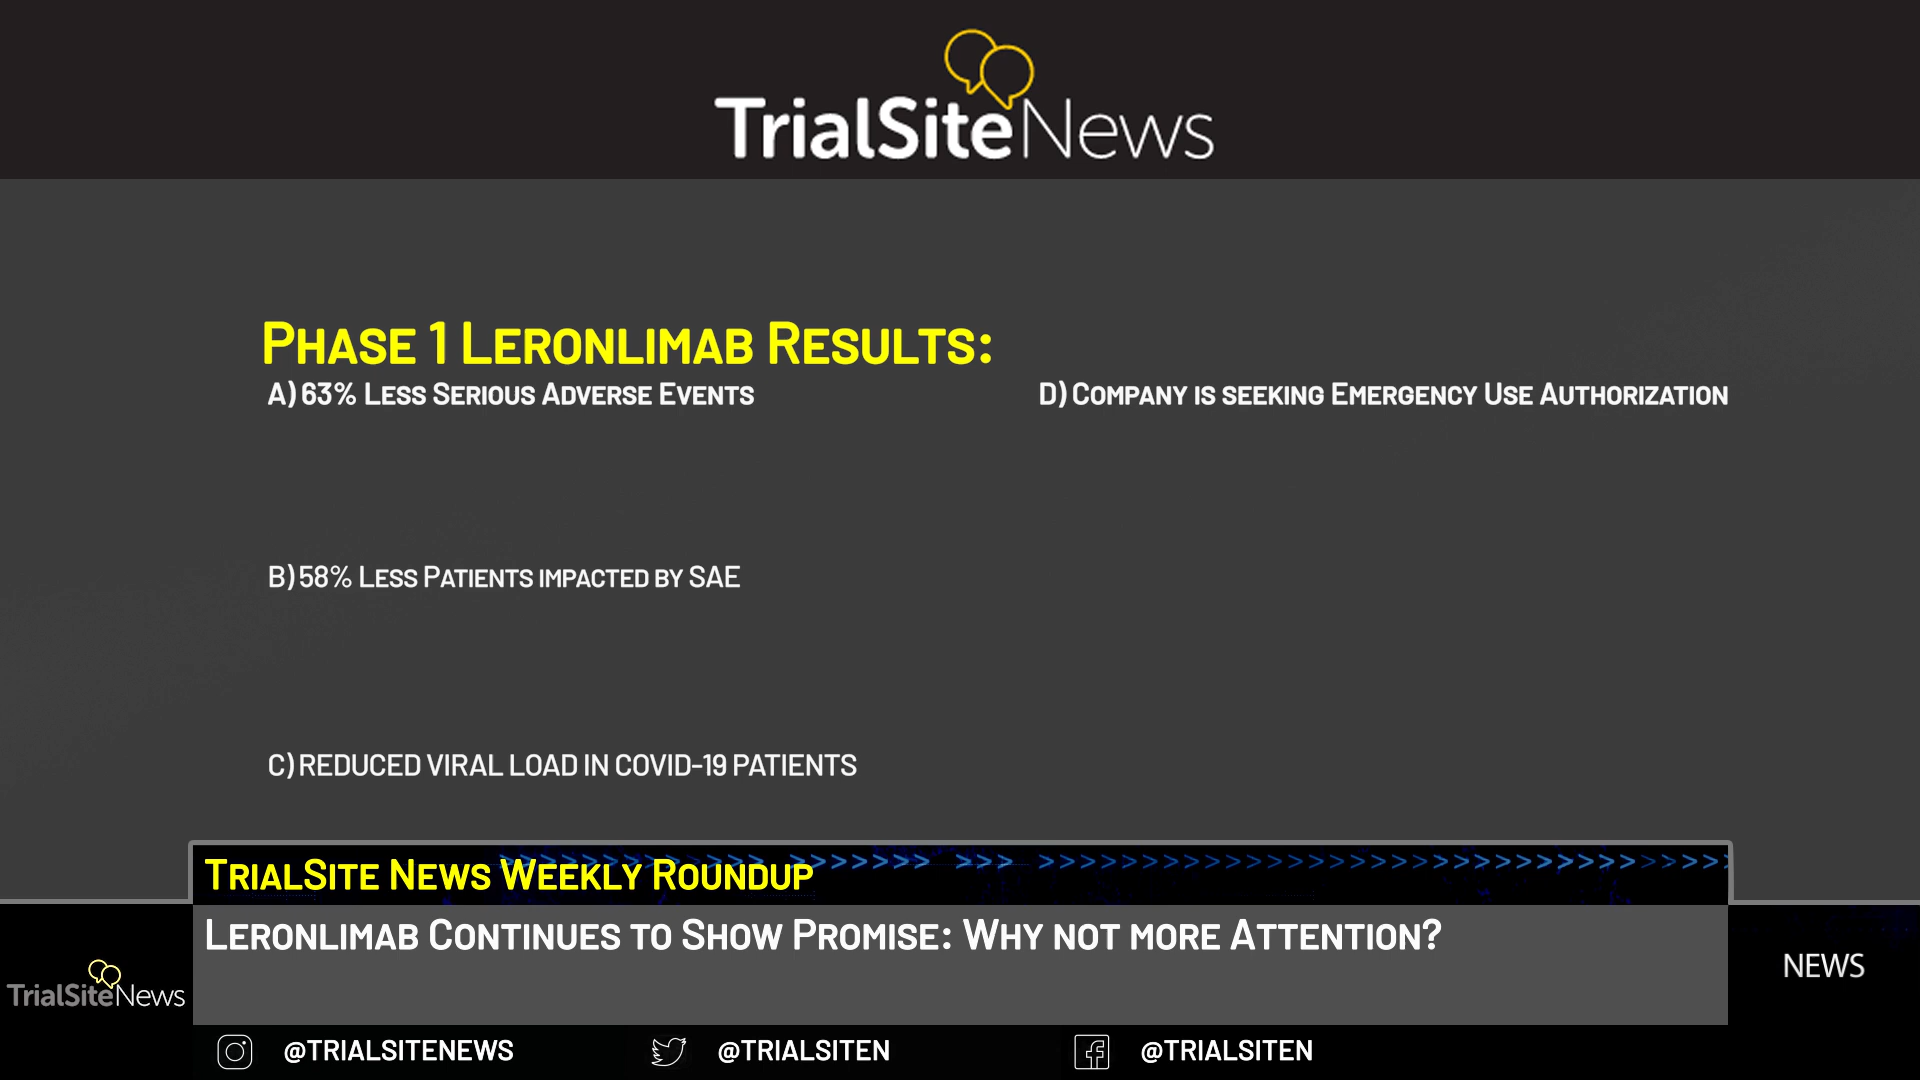 TrialSiteNews
Phase 1 Leronlimab Results:
A) 63% Less Serious Adverse Events
D) Company is seeking Emergency Use Authorization
B) 58% Less Patients impacted by SAE
C) REDUCED VIRAL LOAD IN COVID-19 PATIENTS
TrialSite News Weekly Roundup
Leronlimab Continues to Show Promise: Why not more Attention?
TrialSiteNews
NEWS
@TRIALSITENEWS
@TRIALSITEN
@TRIALSITEN